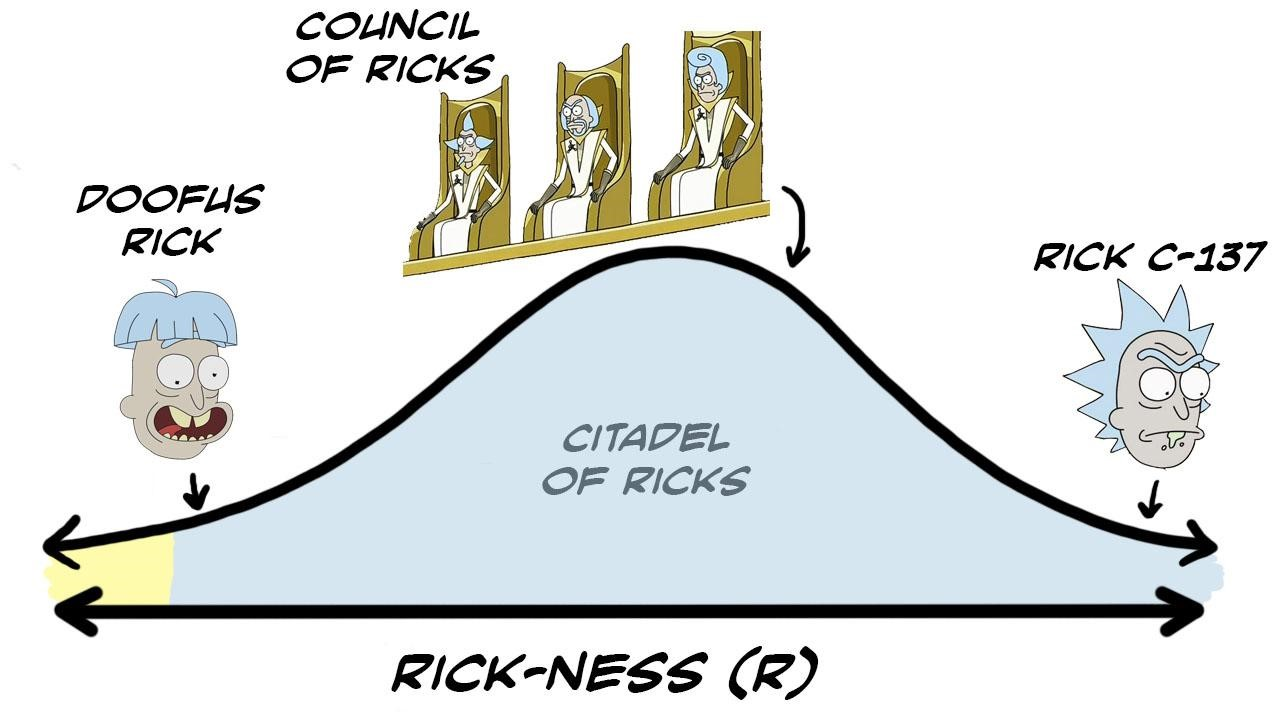 COUNCIL
OF RICKS
DOOFUS
RICK
RICK C-137
CITADEL
OF RICKS
RICK-NESS (R)